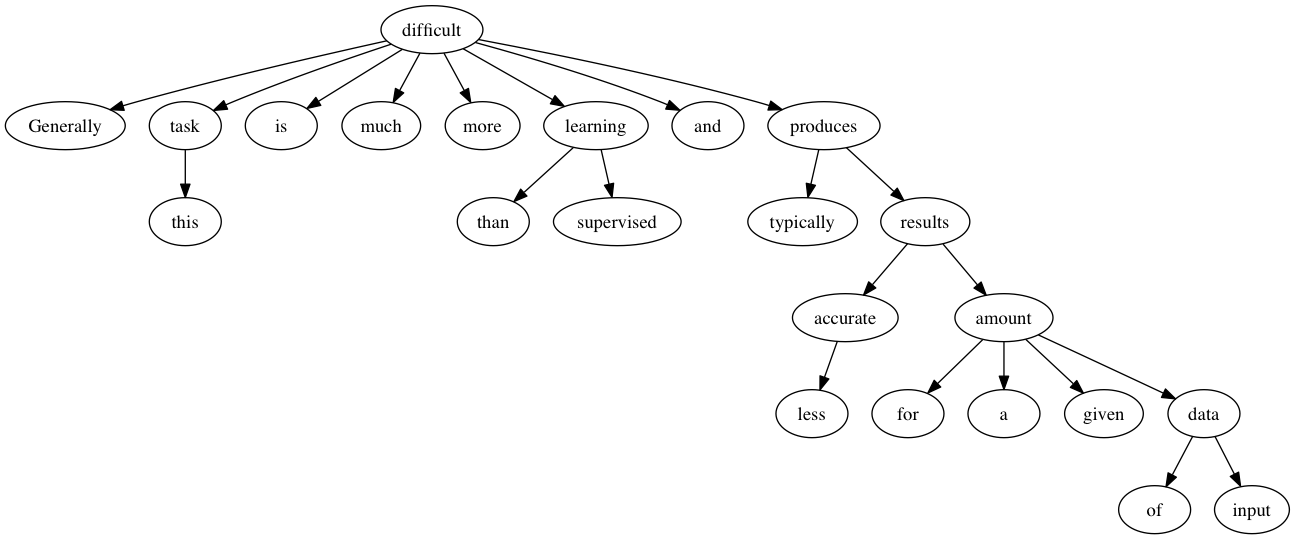 difficult
Generally task is much more learning and produces
this than supervised typically results
accurate amount
less for a given data
of input